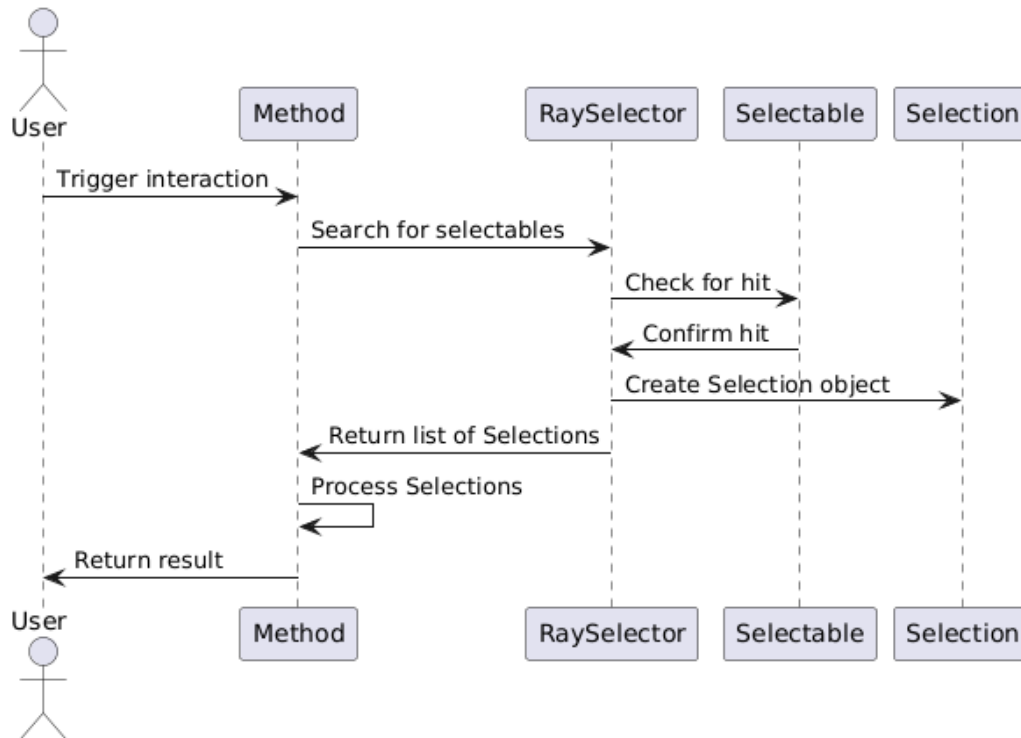 User
Method
RaySelector
Selectable
Selection
Trigger interaction
Search for selectables
Check for hit
Confirm hit
Create Selection object
Return list of Selections
Process Selections
Return result
User
Method
RaySelector
Selectable
Selection